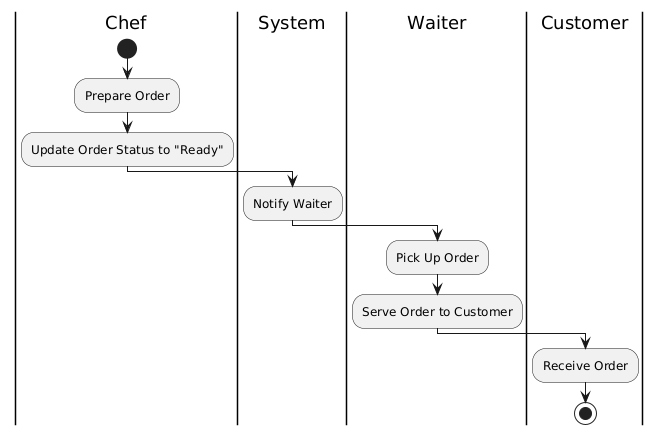 Chef
System
Waiter
Customer
Prepare Order
Update Order Status to "Ready"
Notify Waiter
Pick Up Order
Serve Order to Customer
Receive Order